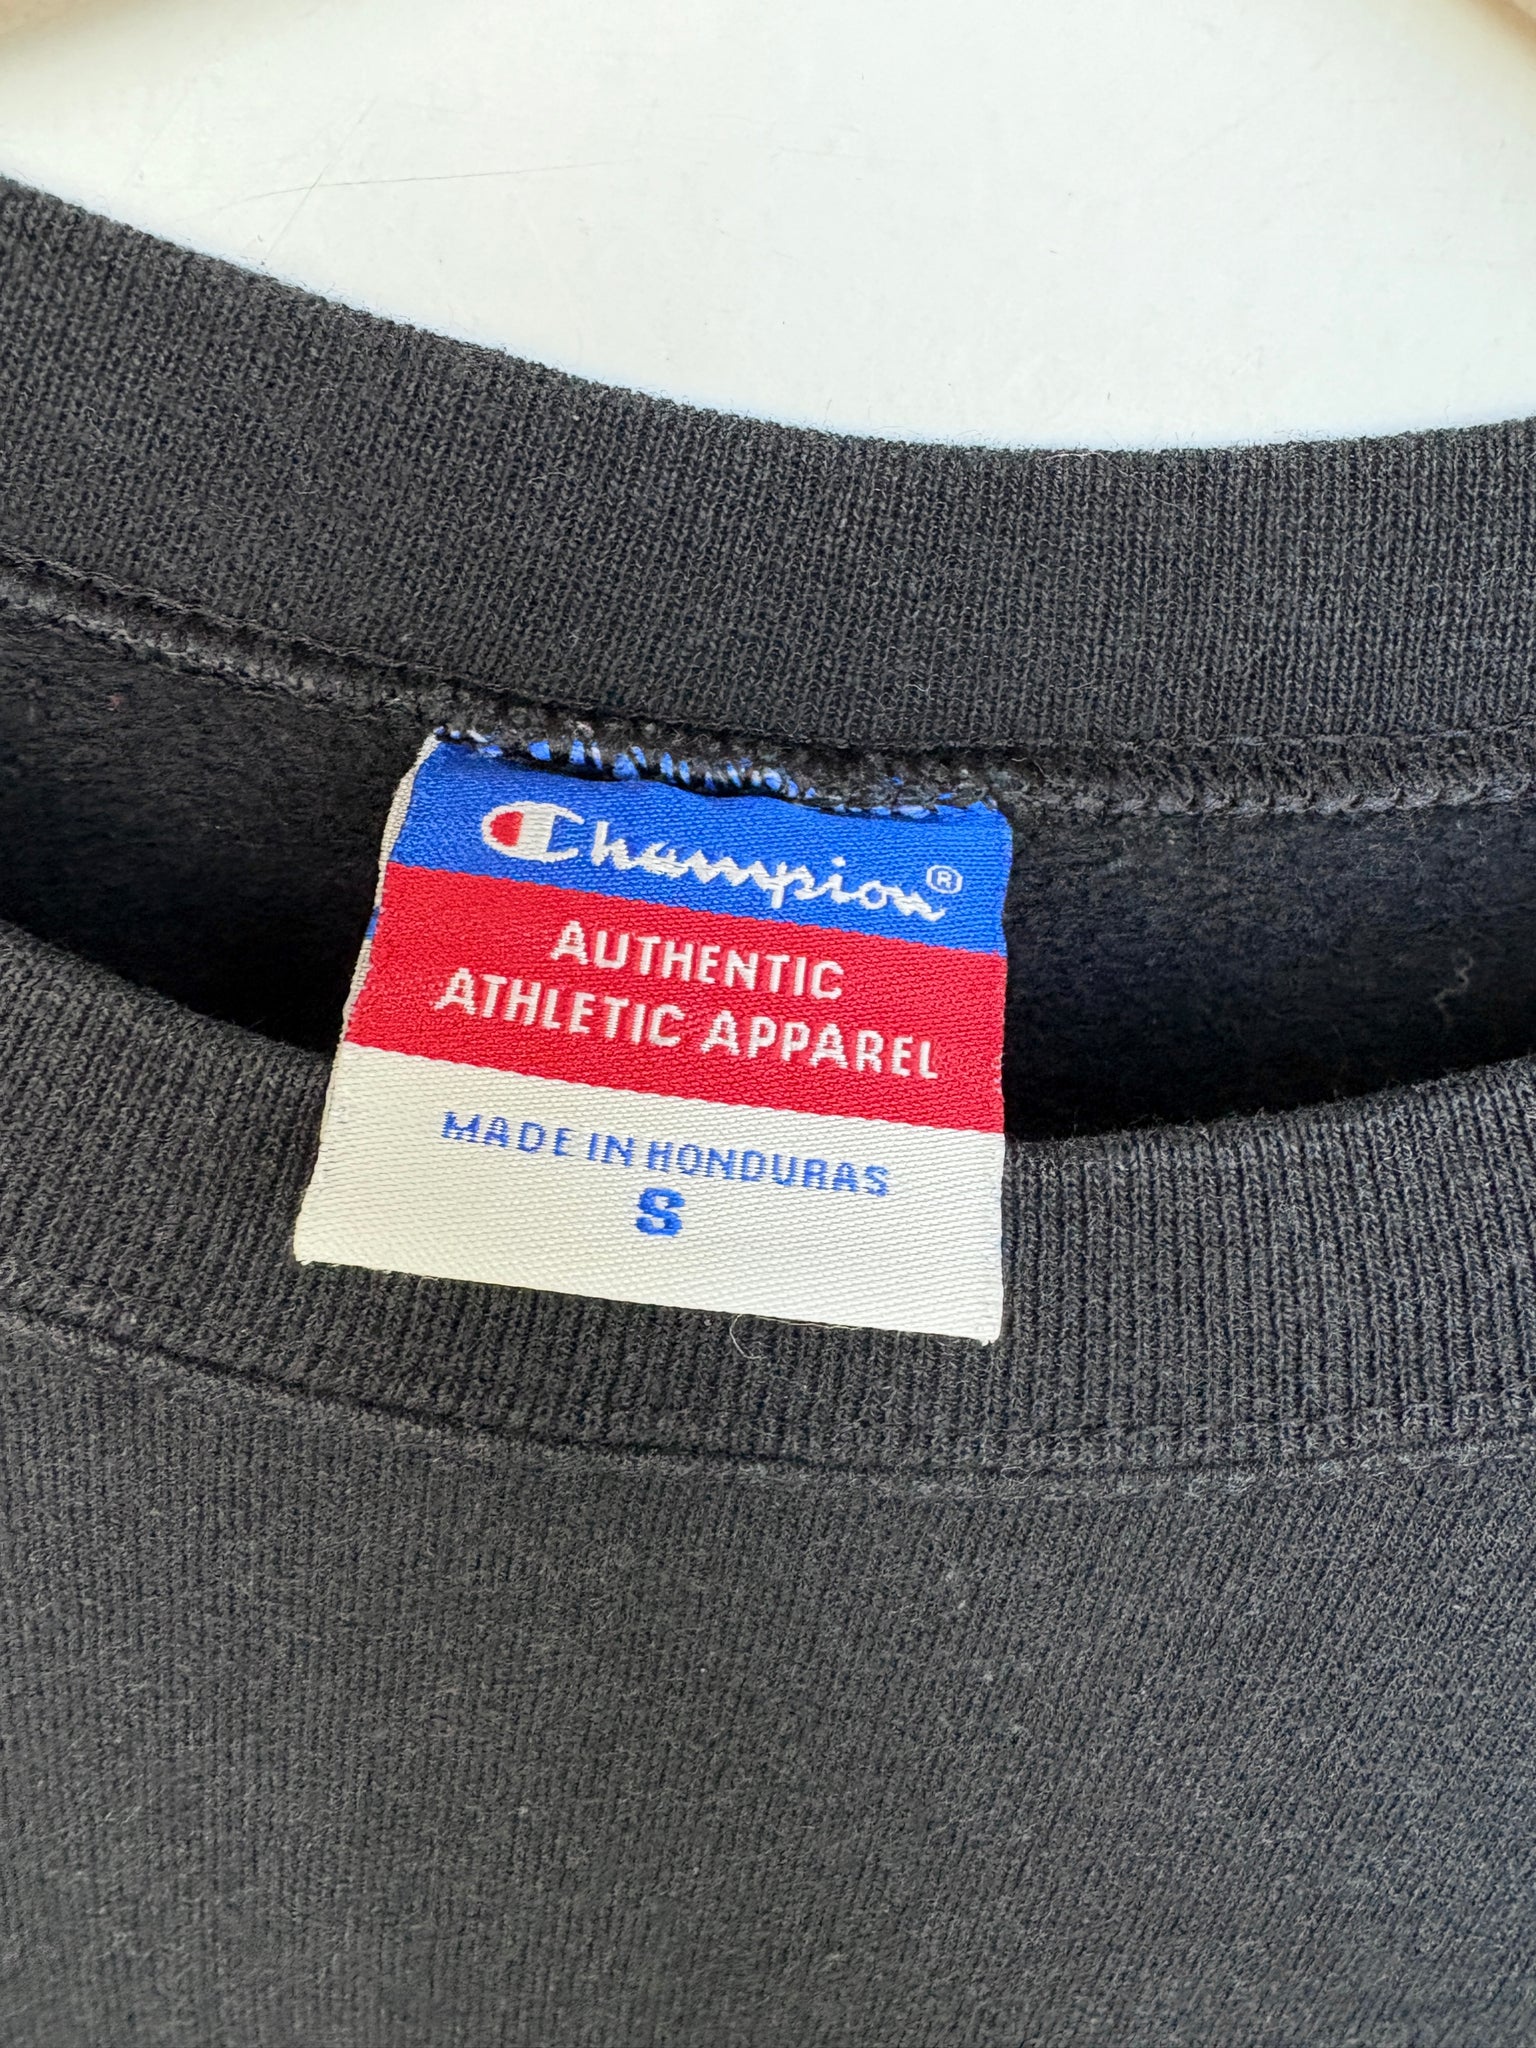 Champion®
AUTHENTIC
ATHLETIC APPAREL
MADE IN HONDURAS
S